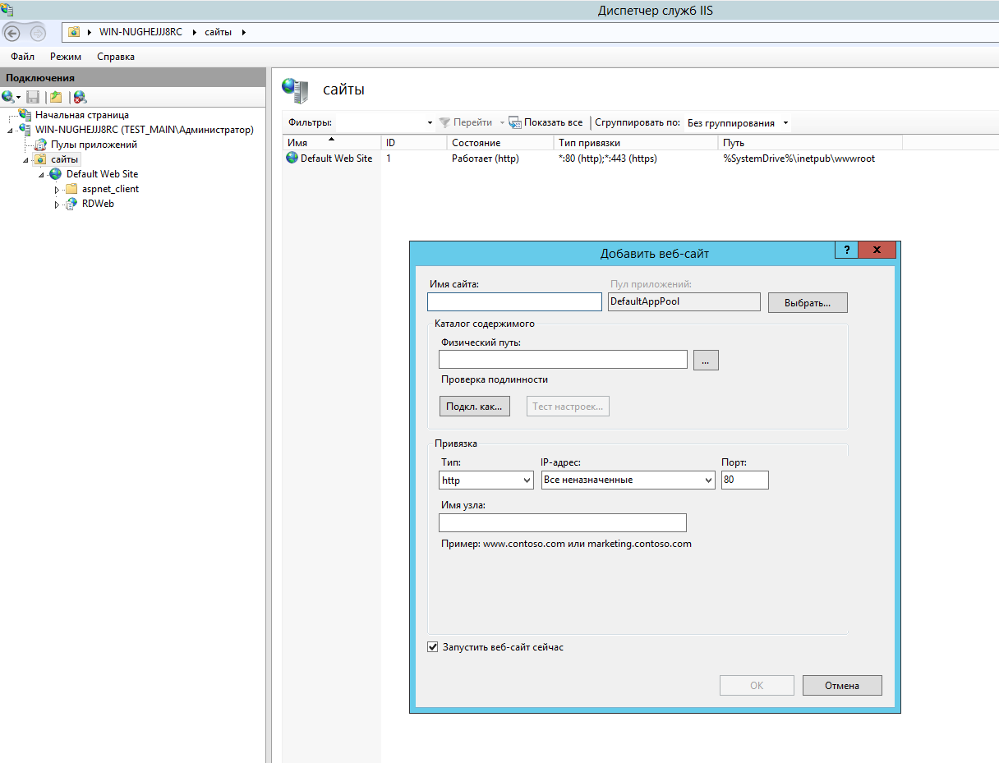 Диспетчер служб IIS
WIN-NUGHEJJJ8RC сайты
Файл Режим Справка
Подключения
Начальная страница
WIN-NUGHEJJJ8RC (TEST_MAIN\Администратор)
Пулы приложений
сайты
Default Web Site
aspnet_client
RDWeb
сайты
Фильтры: Перейти Показать все Сгруппировать по: Без группирования
Имя ID Состояние Тип привязки Путь
Default Web Site 1 Работает (http) *:80 (http);*:443 (https) %SystemDrive%\inetpub\wwwroot
Добавить веб-сайт ? x
Имя сайта: Пул приложений:
DefaultAppPool Выбрать...
Каталог содержимого
Физический путь:
...
Проверка подлинности
Подкл. как... Тест настроек...
Привязка
Тип: IP-адрес: Порт:
http Все неназначенные 80
Имя узла:
Пример: www.contoso.com или marketing.contoso.com
Запустить веб-сайт сейчас
ОК Отмена